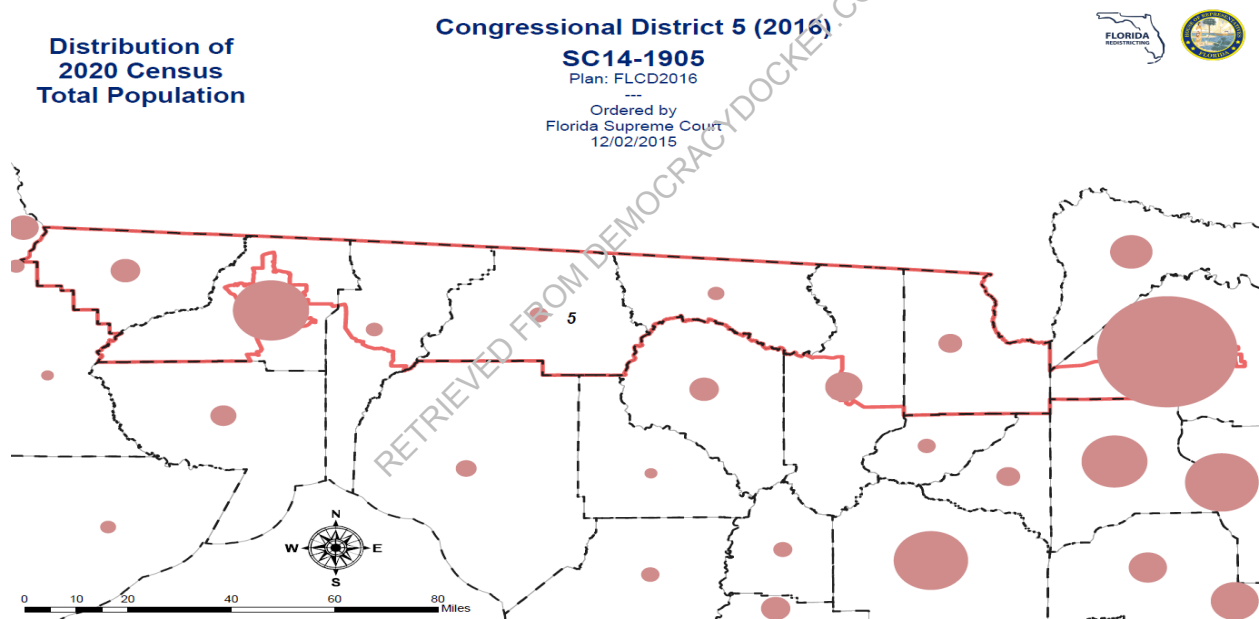 Distribution of
2020 Census
Total Population
Congressional District 5 (2016)
SC14-1905
Plan: FLCD2016
---
Ordered by
Florida Supreme Court
12/02/2015
FLORIDA
REDISTRICTING
RETRIEVED FROM DEMOCRACYDOCKET.CO
5
N
W
E
S
0 10 20 40 60 80
Miles